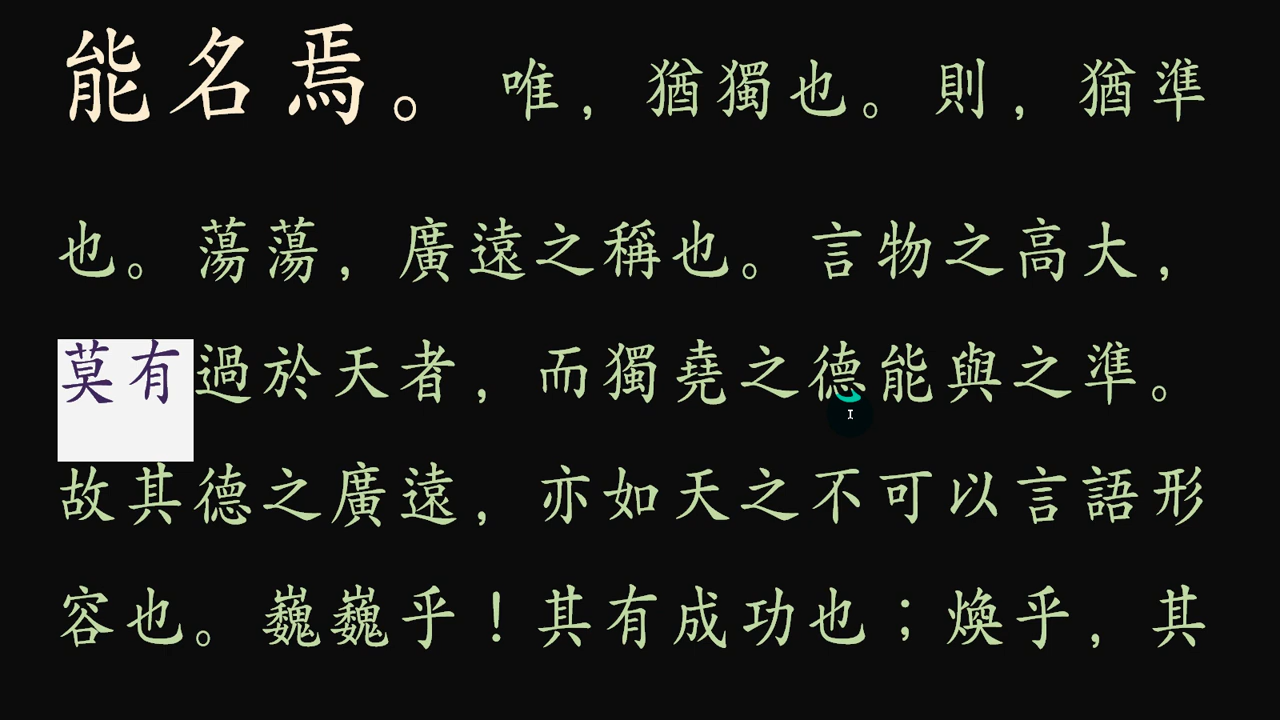 能名焉。 唯，猶獨也。則，猶準
也。蕩蕩，廣遠之稱也。言物之高大，
莫有過於天者，而獨堯之德能與之準。
故其德之廣遠，亦如天之不可以言語形
容也。巍巍乎！其有成功也；煥乎，其